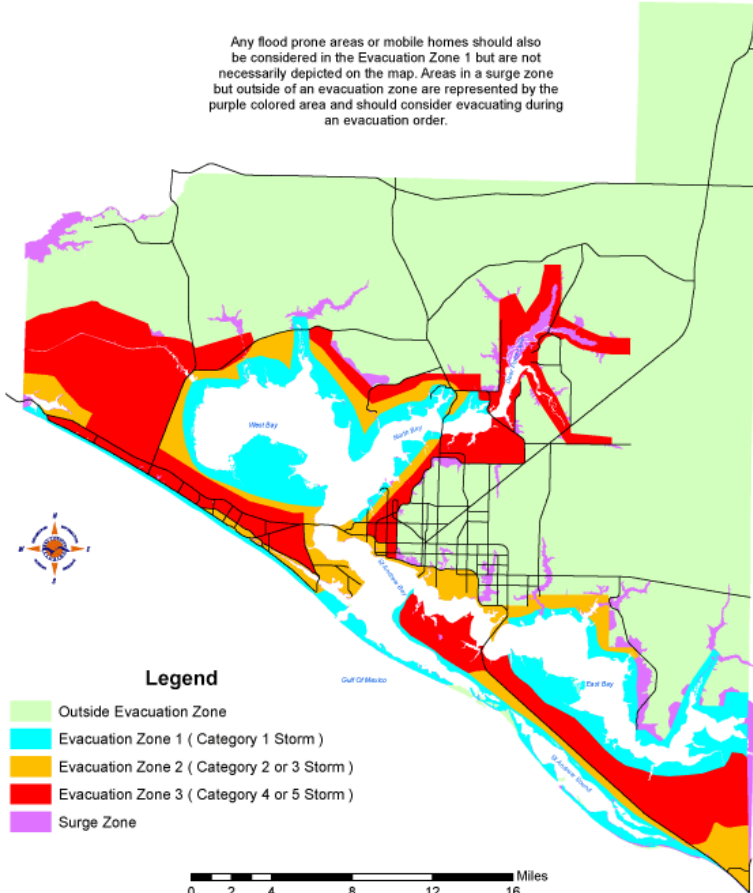 Any flood prone areas or mobile homes should also
be considered in the Evacuation Zone 1 but are not
necessarily depicted on the map. Areas in a surge zone
but outside of an evacuation zone are represented by the
purple colored area and should consider evacuating during
an evacuation order.
West Bay
North Bay
St Andrew Bay
Gulf Of Mexico
East Bay
St Andrew Sound
Legend
Outside Evacuation Zone
Evacuation Zone 1 ( Category 1 Storm )
Evacuation Zone 2 ( Category 2 or 3 Storm )
Evacuation Zone 3 ( Category 4 or 5 Storm )
Surge Zone
Miles
0 2 4 8 12 16